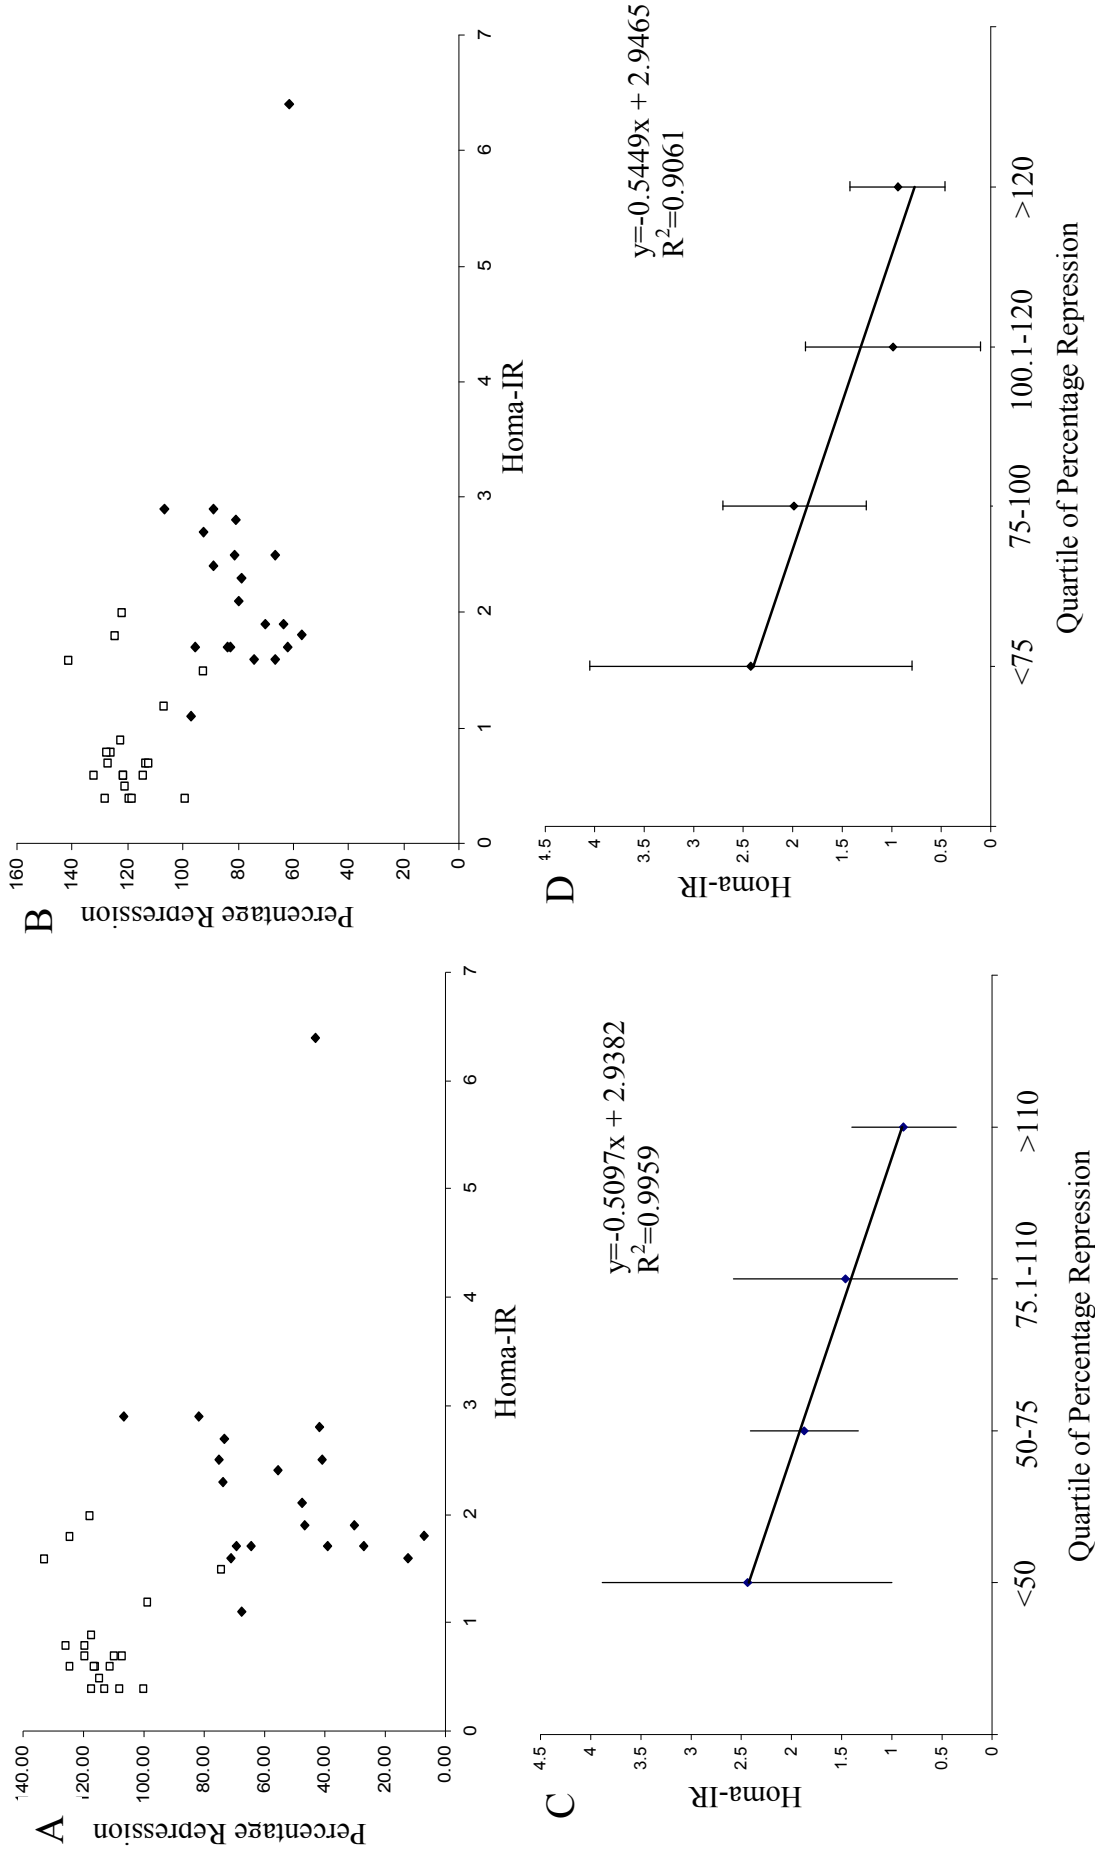 A
Percentage Repression
140.00
120.00
100.00
80.00
60.00
40.00
20.00
0.00
0 1 2 3 4 5 6 7
Homa-IR
B
Percentage Repression
160
140
120
100
80
60
40
20
0
0 1 2 3 4 5 6 7
Homa-IR
C
Homa-IR
4.5
4
3.5
3
2.5
2
1.5
1
0.5
0
y=-0.5097x + 2.9382
R²=0.9959
<50 50-75 75.1-110 >110
Quartile of Percentage Repression
D
Homa-IR
4.5
4
3.5
3
2.5
2
1.5
1
0.5
0
y=-0.5449x + 2.9465
R²=0.9061
<75 75-100 100.1-120 >120
Quartile of Percentage Repression